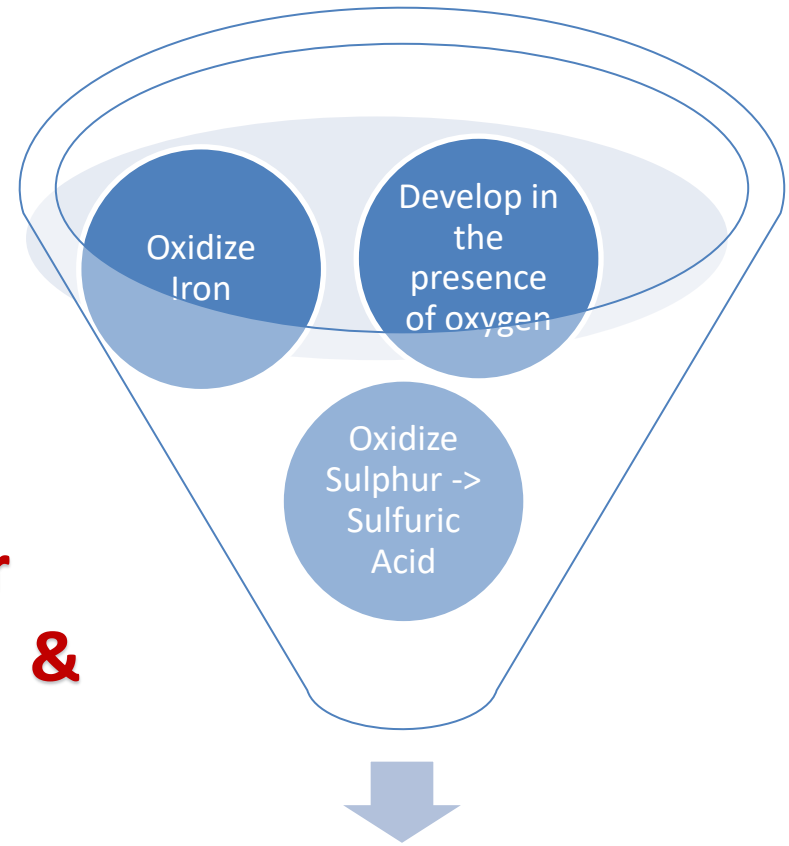 Oxidize
Iron
Develop in
the
presence
of oxygen
Oxidize
Sulphur ->
Sulfuric
Acid
&